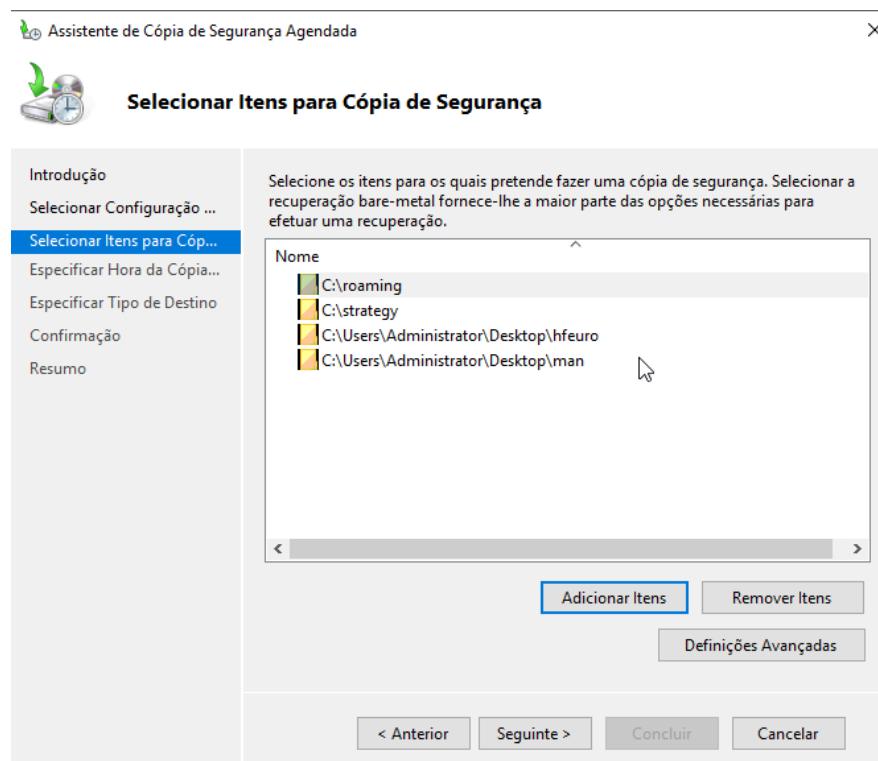 Assistente de Cópia de Segurança Agendada
Selecionar Itens para Cópia de Segurança
Introdução
Selecionar Configuração ...
Selecionar Itens para Cóp...
Especificar Hora da Cópia...
Especificar Tipo de Destino
Confirmação
Resumo
Selecione os itens para os quais pretende fazer uma cópia de segurança. Selecionar a
recuperação bare-metal fornece-lhe a maior parte das opções necessárias para
efetuar uma recuperação.
Nome
C:\roaming
C:\strategy
C:\Users\Administrator\Desktop\hfeuro
C:\Users\Administrator\Desktop\man
Adicionar Itens
Remover Itens
Definições Avançadas
< Anterior
Seguinte >
Concluir
Cancelar